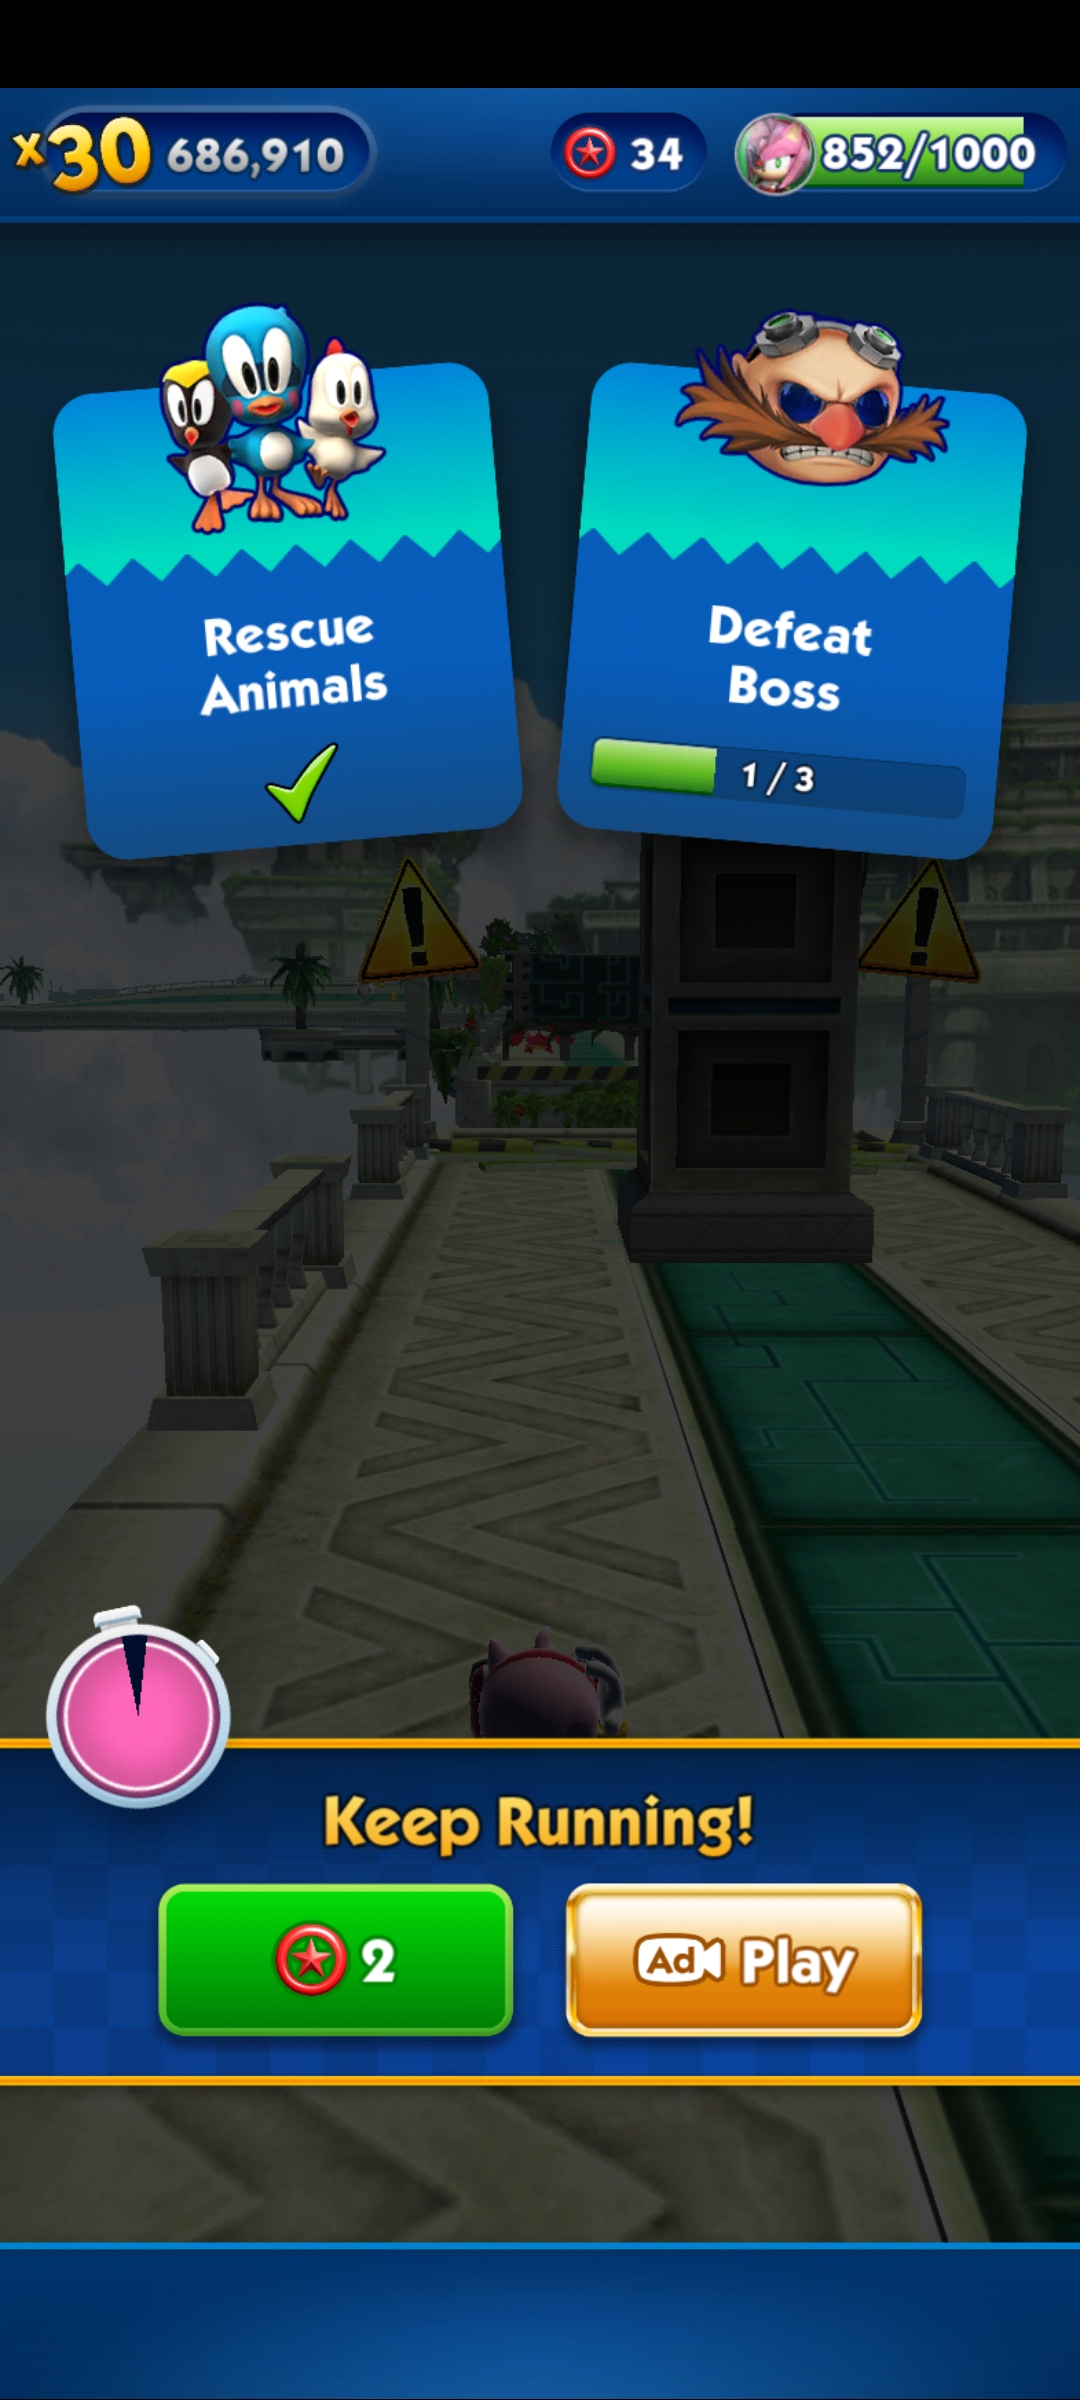 x30 686,910 34 852/1000
Rescue
Animals
Defeat
Boss
1 / 3
!
!
Keep Running!
2
Ad Play